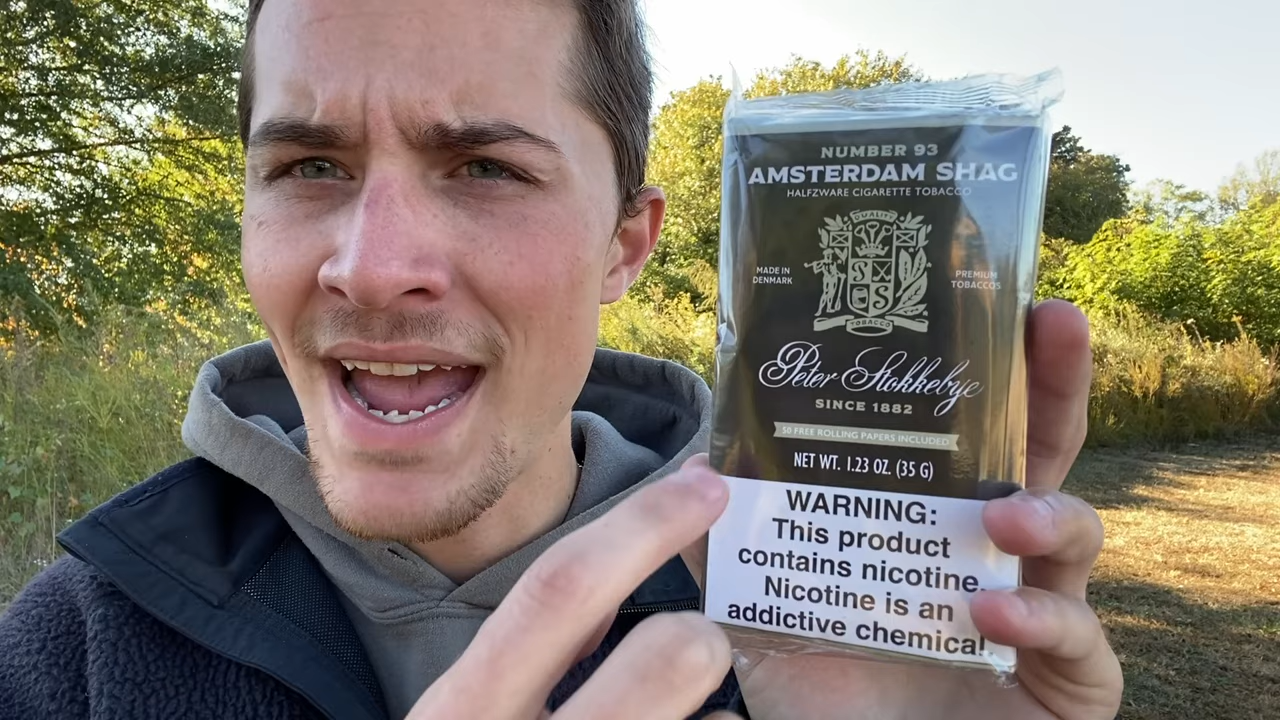 NUMBER 93
AMSTERDAM SHAG
HALFZWARE CIGARETTE TOBACCO
QUALITY
S S
TOBACCO
MADE IN
DENMARK
PREMIUM
TOBACCOS
Peter Stokkebye
SINCE 1882
50 FREE ROLLING PAPERS INCLUDED
NET WT. 1.23 OZ. (35 G)
WARNING:
This product
contains nicotine.
Nicotine is an
addictive chemical.